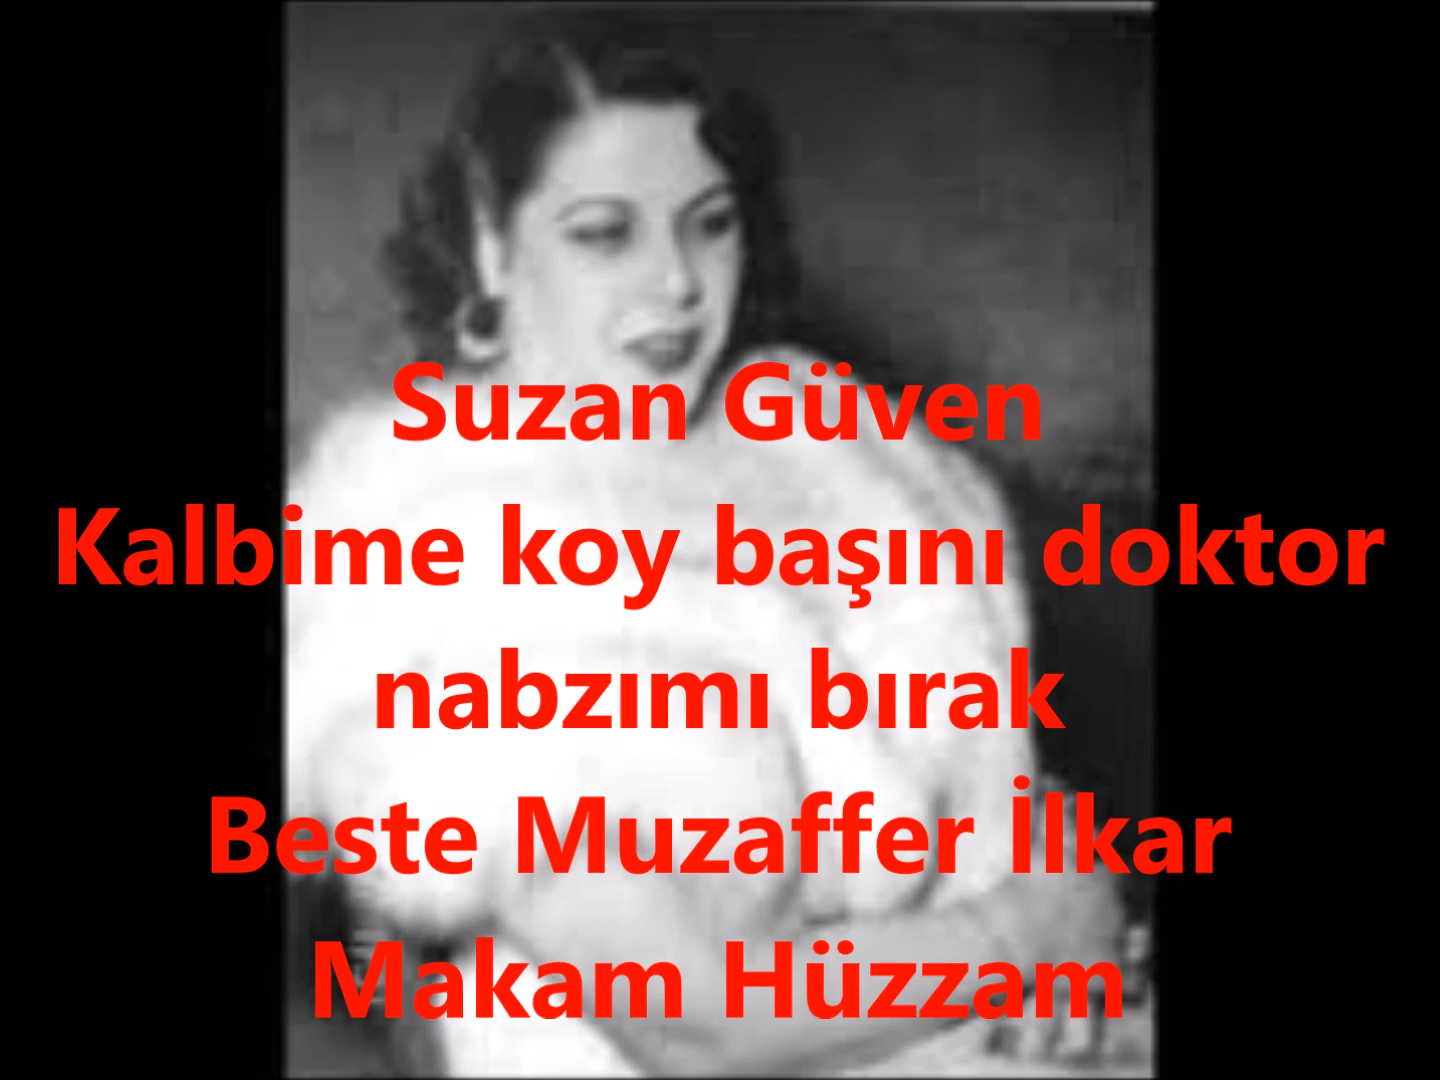 Suzan Güven
Kalbime koy başını doktor
nabzımı bırak
Beste Muzaffer İlkar
Makam Hüzzam